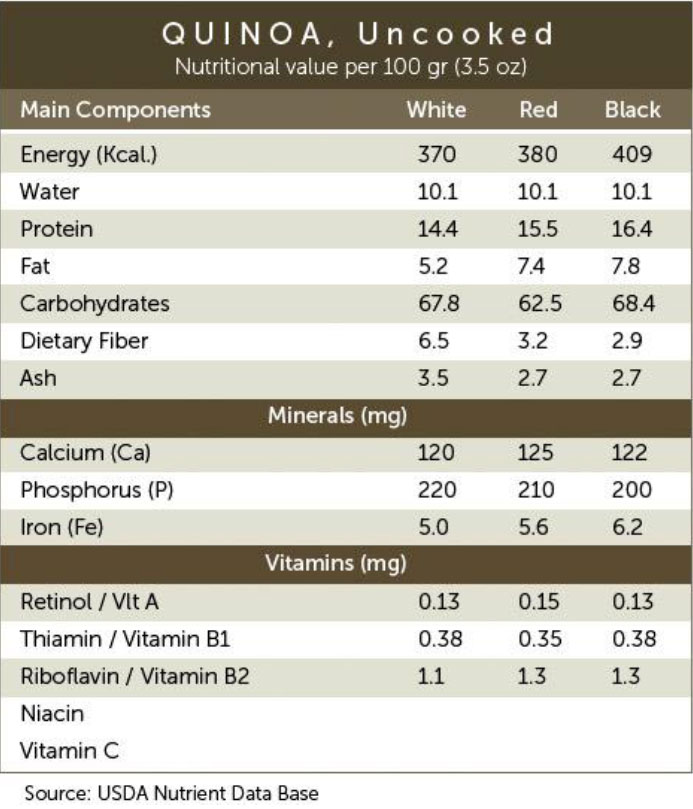 QUINOA, Uncooked
Nutritional value per 100 gr (3.5 oz)
Main Components White Red Black
Energy (Kcal.) 370 380 409
Water 10.1 10.1 10.1
Protein 14.4 15.5 16.4
Fat 5.2 7.4 7.8
Carbohydrates 67.8 62.5 68.4
Dietary Fiber 6.5 3.2 2.9
Ash 3.5 2.7 2.7
Minerals (mg)
Calcium (Ca) 120 125 122
Phosphorus (P) 220 210 200
Iron (Fe) 5.0 5.6 6.2
Vitamins (mg)
Retinol / Vlt A 0.13 0.15 0.13
Thiamin / Vitamin B1 0.38 0.35 0.38
Riboflavin / Vitamin B2 1.1 1.3 1.3
Niacin
Vitamin C
Source: USDA Nutrient Data Base